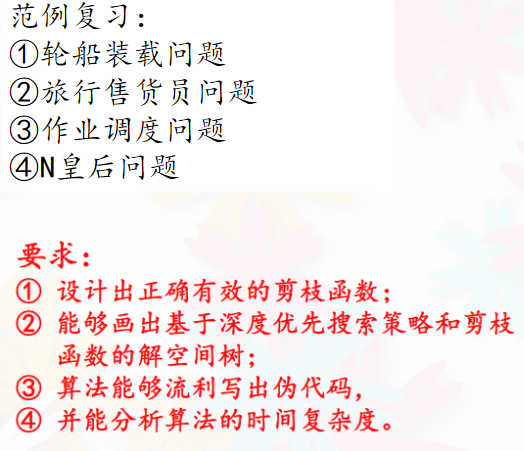 范例复习：
①轮船装载问题
②旅行售货员问题
③作业调度问题
④N皇后问题
要求：
① 设计出正确有效的剪枝函数；
② 能够画出基于深度优先搜索策略和剪枝
函数的解空间树；
③ 算法能够流利写出伪代码，
④ 并能分析算法的时间复杂度。